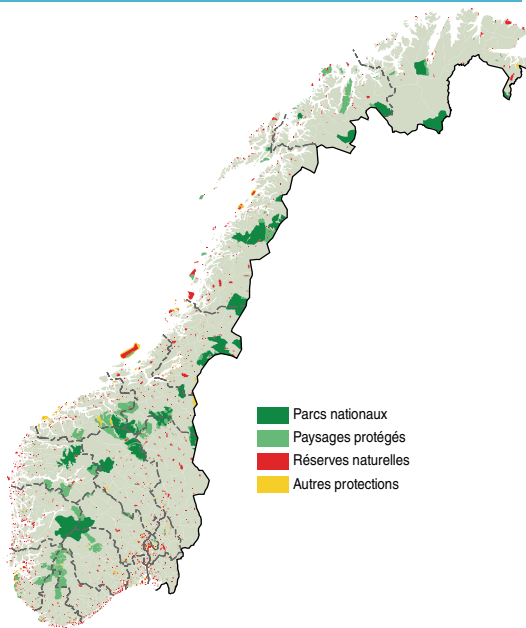 Parcs nationaux
Paysages protégés
Réserves naturelles
Autres protections